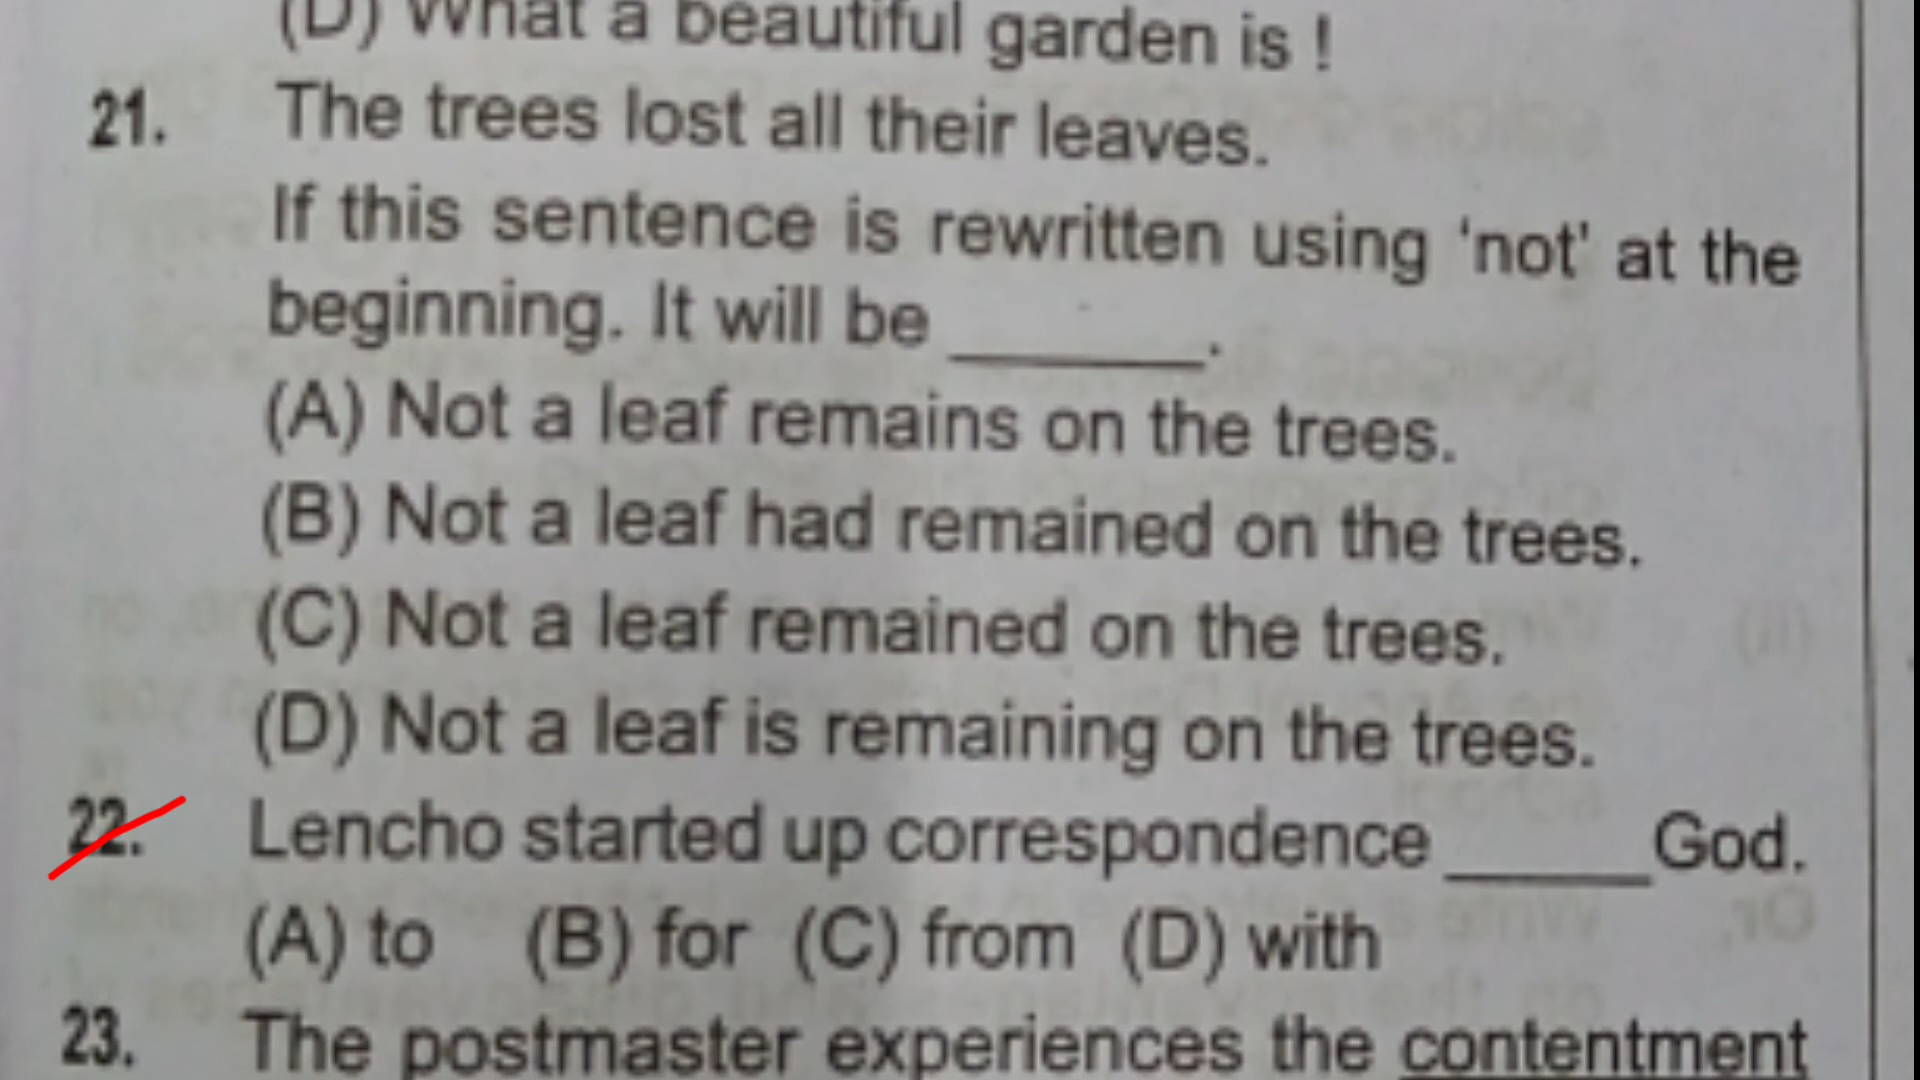 (D) What a beautiful garden is !
21. The trees lost all their leaves.
If this sentence is rewritten using ‘not’ at the
beginning. It will be ______.
(A) Not a leaf remains on the trees.
(B) Not a leaf had remained on the trees.
(C) Not a leaf remained on the trees.
(D) Not a leaf is remaining on the trees.
22. Lencho started up correspondence _____ God.
(A) to (B) for (C) from (D) with
23. The postmaster experiences the contentment